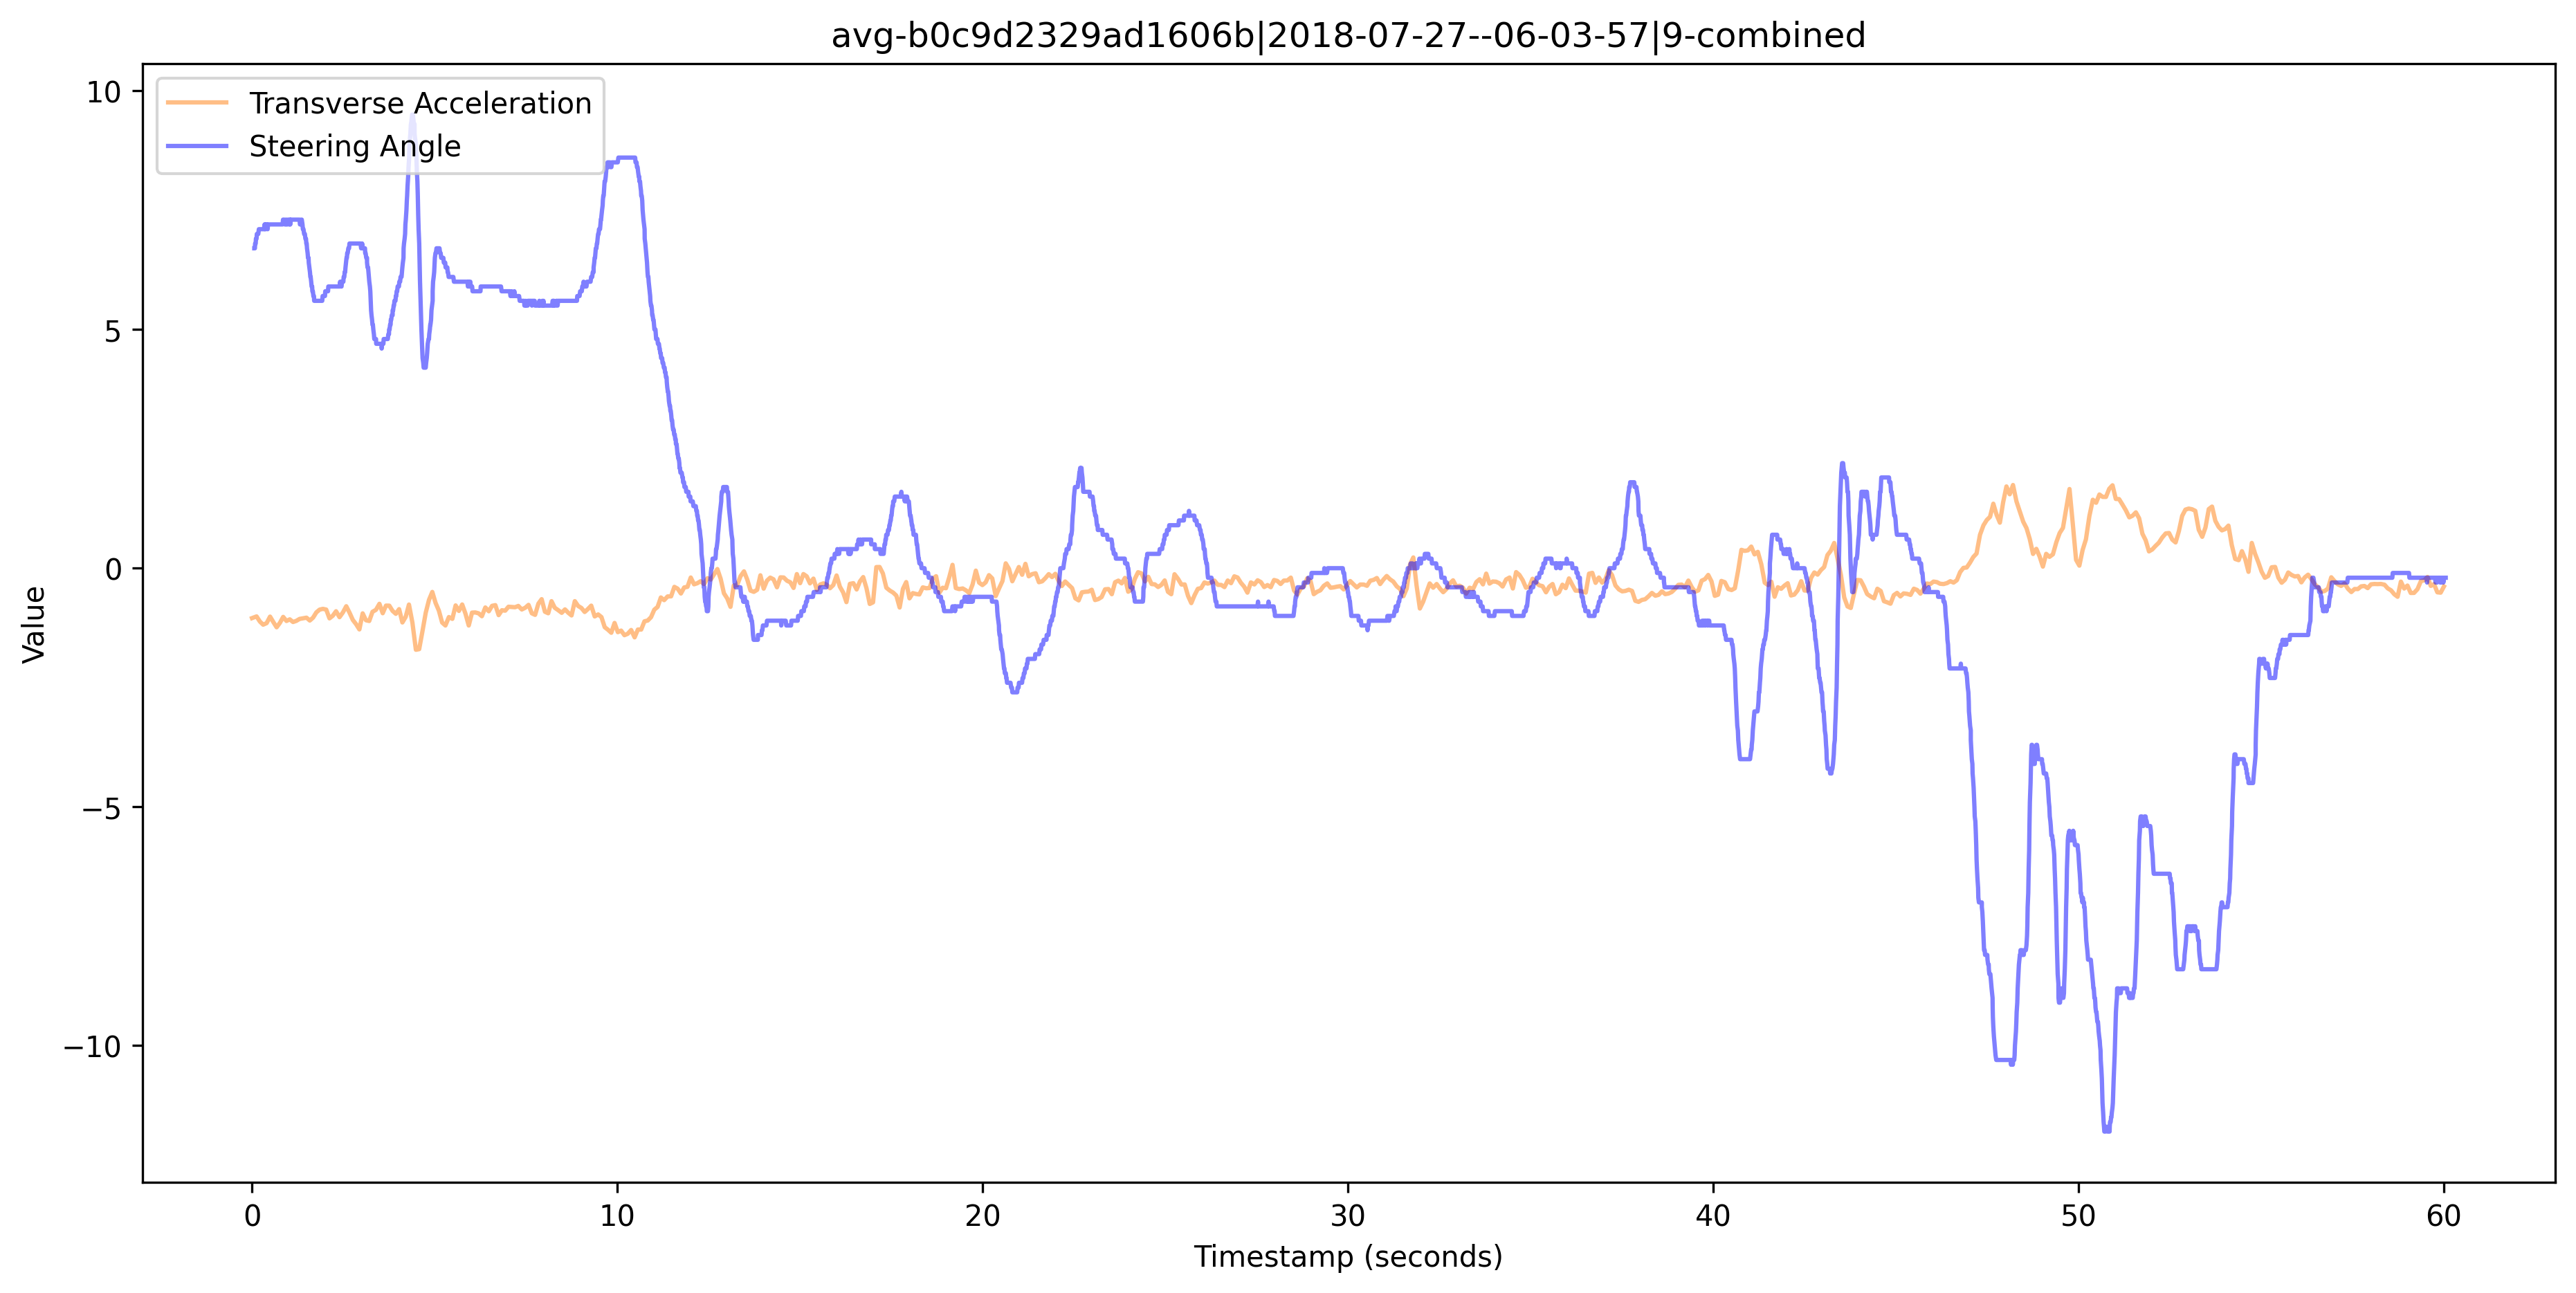 avg-b0c9d2329ad1606b|2018-07-27--06-03-57|9-combined
Transverse Acceleration
Steering Angle
10
5
0
−5
−10
Value
0 10 20 30 40 50 60
Timestamp (seconds)